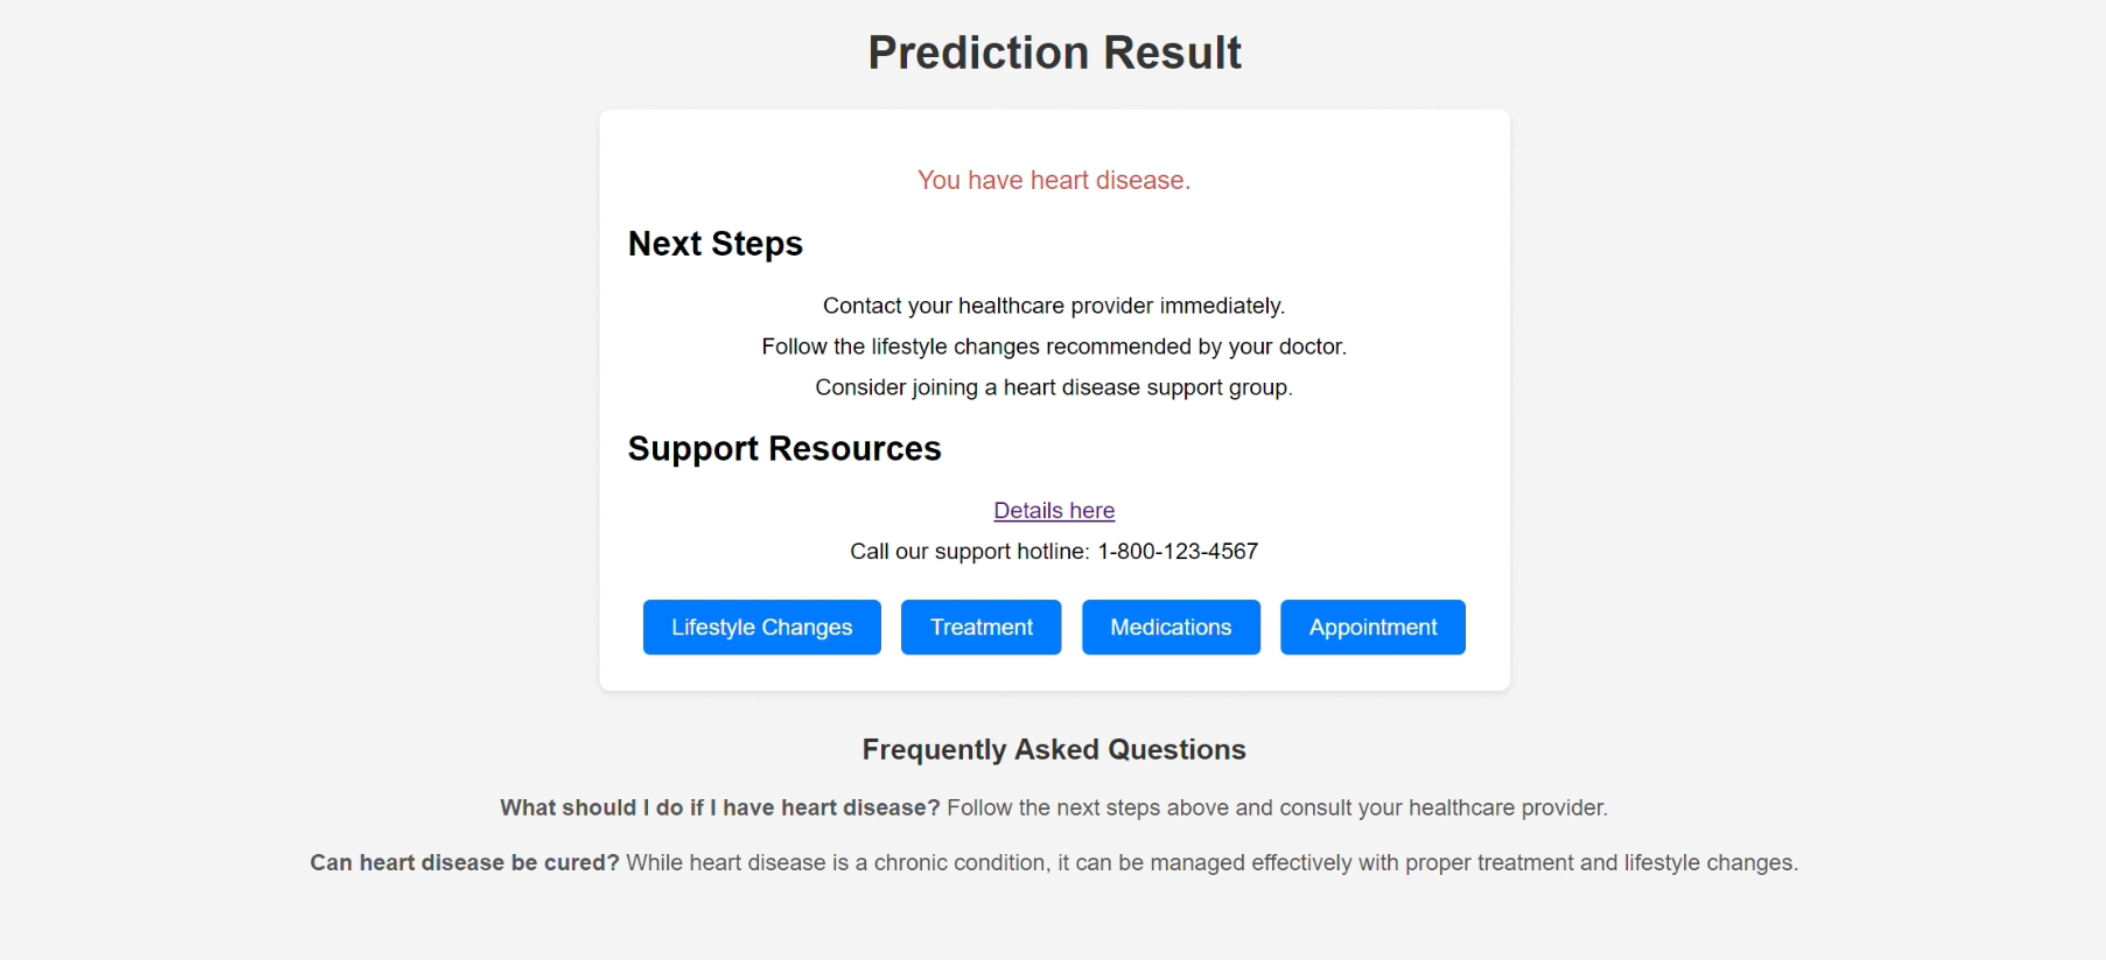 Prediction Result
You have heart disease.
Next Steps
Contact your healthcare provider immediately.
Follow the lifestyle changes recommended by your doctor.
Consider joining a heart disease support group.
Support Resources
Details here
Call our support hotline: 1-800-123-4567
Lifestyle Changes Treatment Medications Appointment
Frequently Asked Questions
What should I do if I have heart disease? Follow the next steps above and consult your healthcare provider.
Can heart disease be cured? While heart disease is a chronic condition, it can be managed effectively with proper treatment and lifestyle changes.